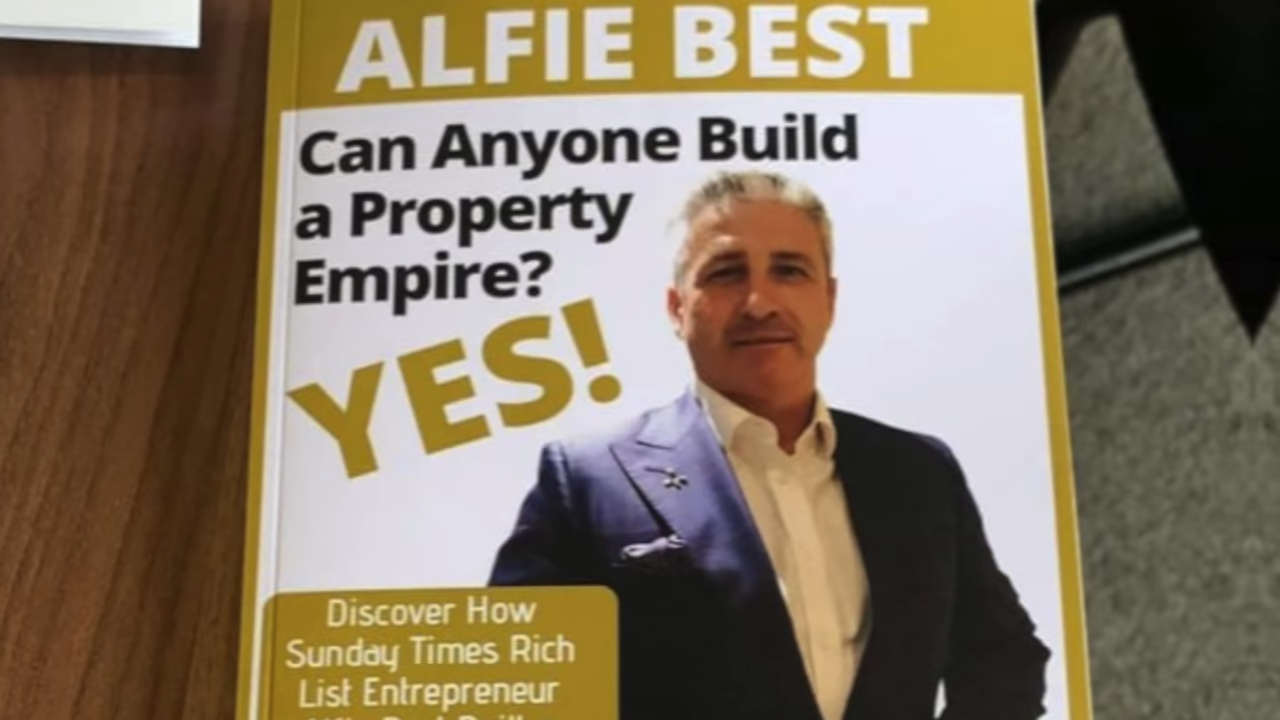 ALFIE BEST
Can Anyone Build
a Property
Empire?
YES!
Discover How
Sunday Times Rich
List Entrepreneur